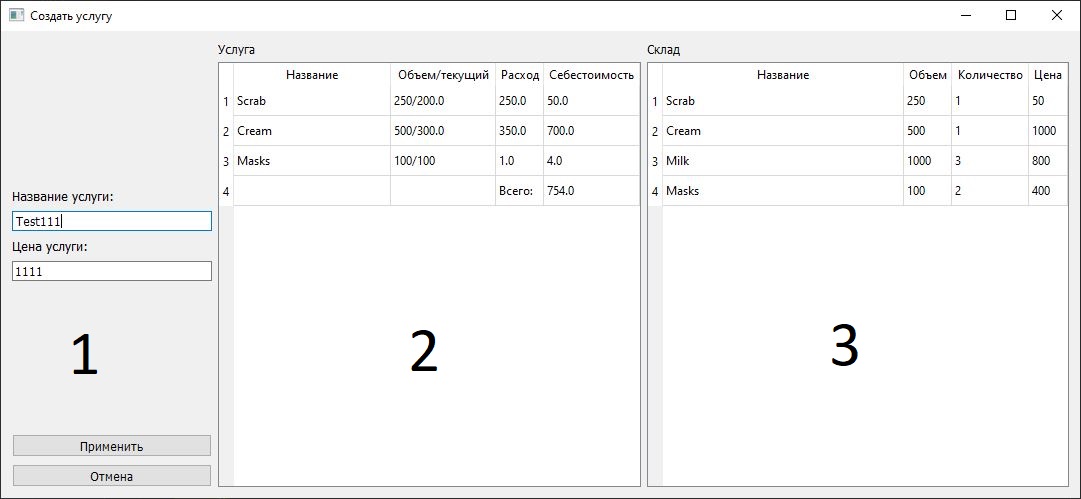 Создать услугу
Название услуги:
Test111
Цена услуги:
1111
1
Применить
Отмена
Услуга
Название Объем/текущий Расход Себестоимость
1 Scrab 250/200.0 250.0 50.0
2 Cream 500/300.0 350.0 700.0
3 Masks 100/100 1.0 4.0
4 Всего: 754.0
2
Склад
Название Объем Количество Цена
1 Scrab 250 1 50
2 Cream 500 1 1000
3 Milk 1000 3 800
4 Masks 100 2 400
3